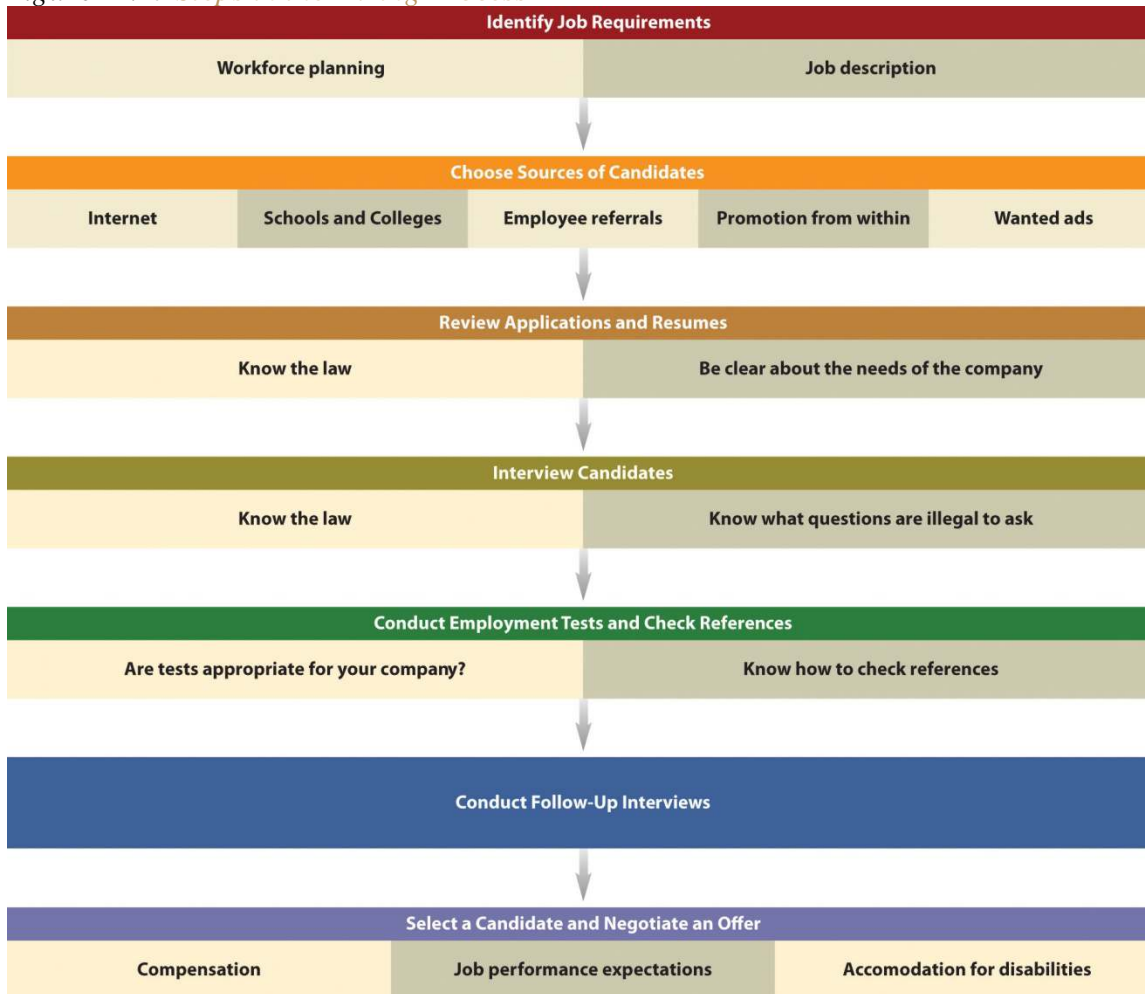 Identify Job Requirements
Workforce planning
Job description
Choose Sources of Candidates
Internet
Schools and Colleges
Employee referrals
Promotion from within
Wanted ads
Review Applications and Resumes
Know the law
Be clear about the needs of the company
Interview Candidates
Know the law
Know what questions are illegal to ask
Conduct Employment Tests and Check References
Are tests appropriate for your company?
Know how to check references
Conduct Follow-Up Interviews
Select a Candidate and Negotiate an Offer
Compensation
Job performance expectations
Accomodation for disabilities